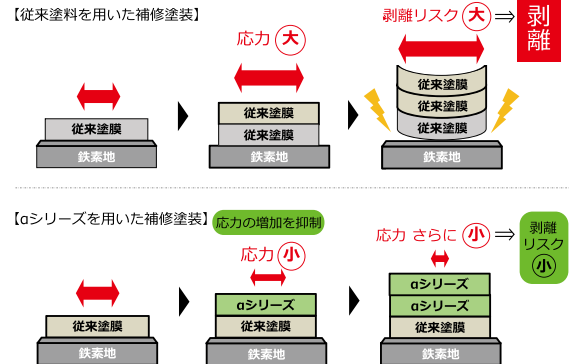 【従来塗料を用いた補修塗装】
従来塗膜
鉄素地
応力 大
従来塗膜
従来塗膜
鉄素地
剥離リスク 大 ⇒ 剥離
従来塗膜
従来塗膜
従来塗膜
鉄素地
【αシリーズを用いた補修塗装】
応力の増加を抑制
従来塗膜
鉄素地
応力 小
αシリーズ
従来塗膜
鉄素地
応力 さらに 小 ⇒
剥離
リスク
小
αシリーズ
αシリーズ
従来塗膜
鉄素地